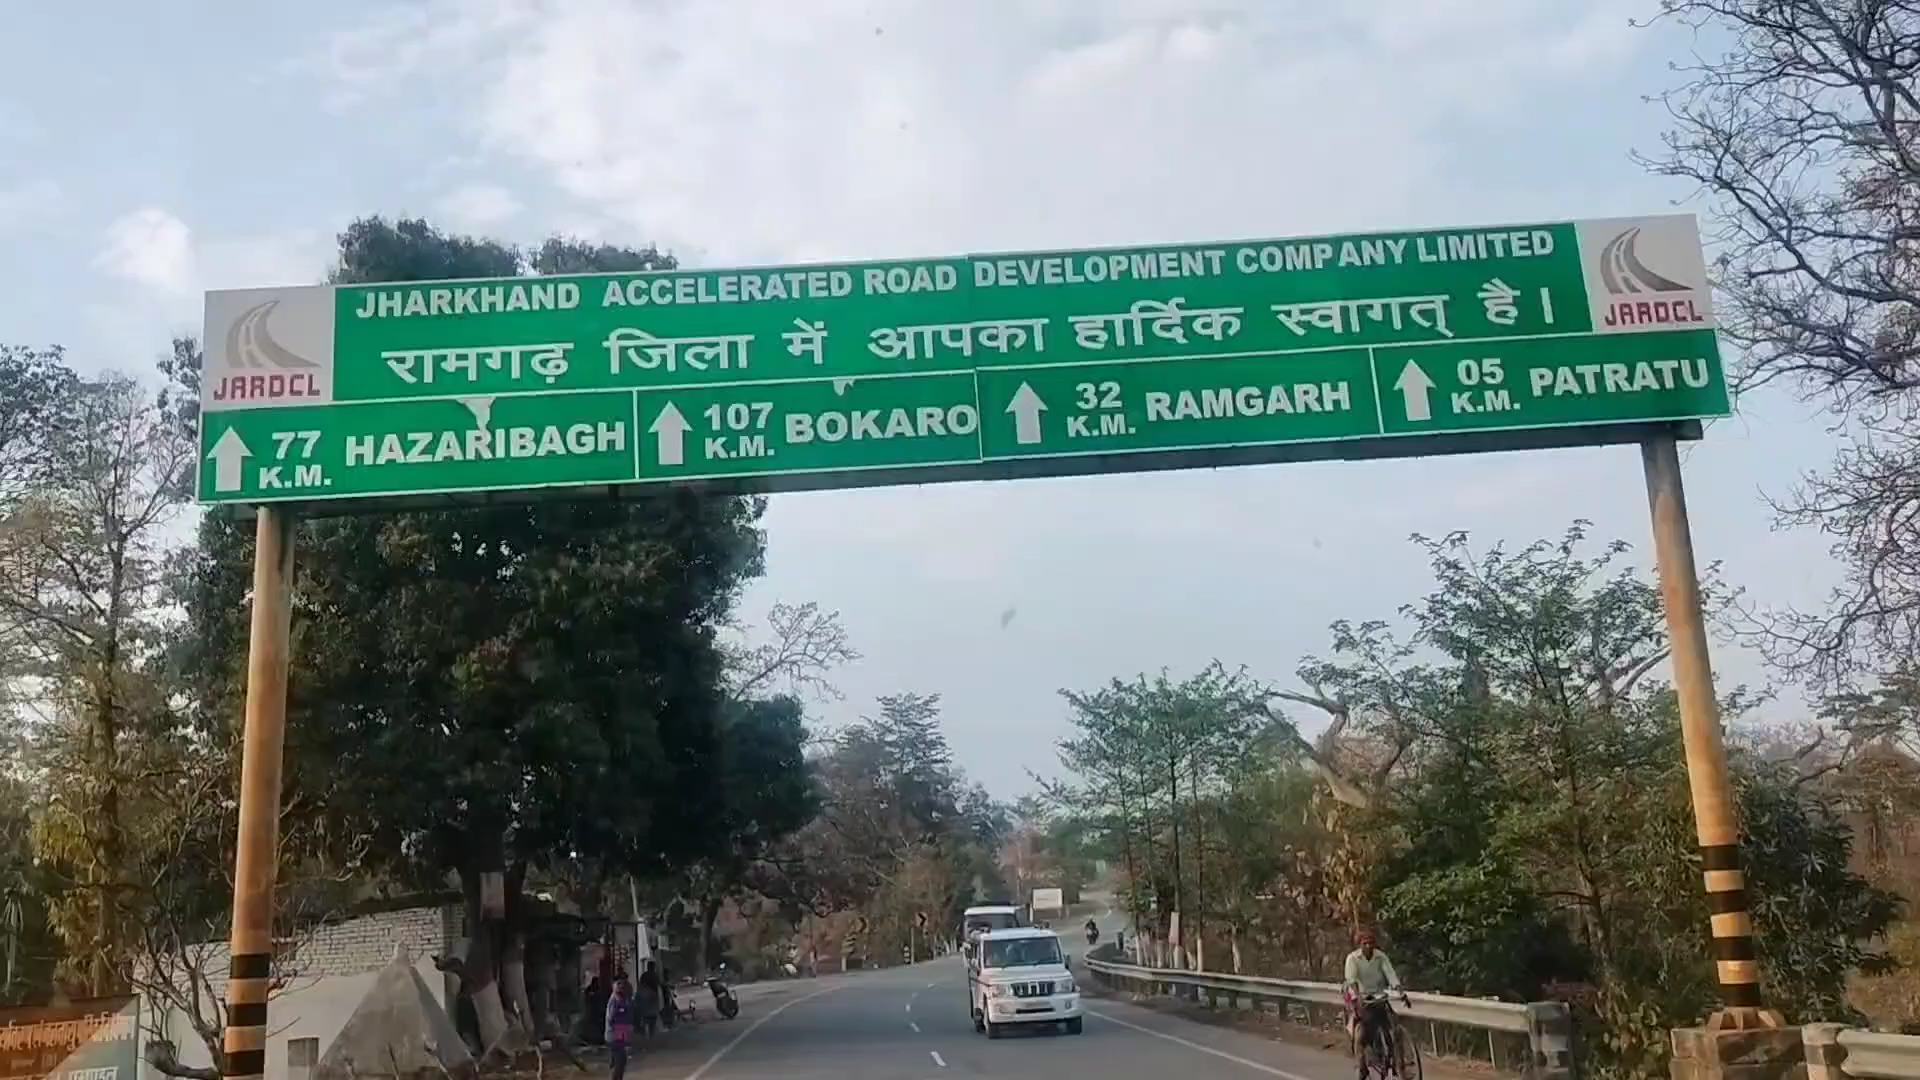 JHARKHAND ACCELERATED ROAD DEVELOPMENT COMPANY LIMITED
रामगढ़ जिला में आपका हार्दिक स्वागत् है।
JARDCL
JARDCL
77 K.M. HAZARIBAGH
107 K.M. BOKARO
32 K.M. RAMGARH
05 K.M. PATRATU